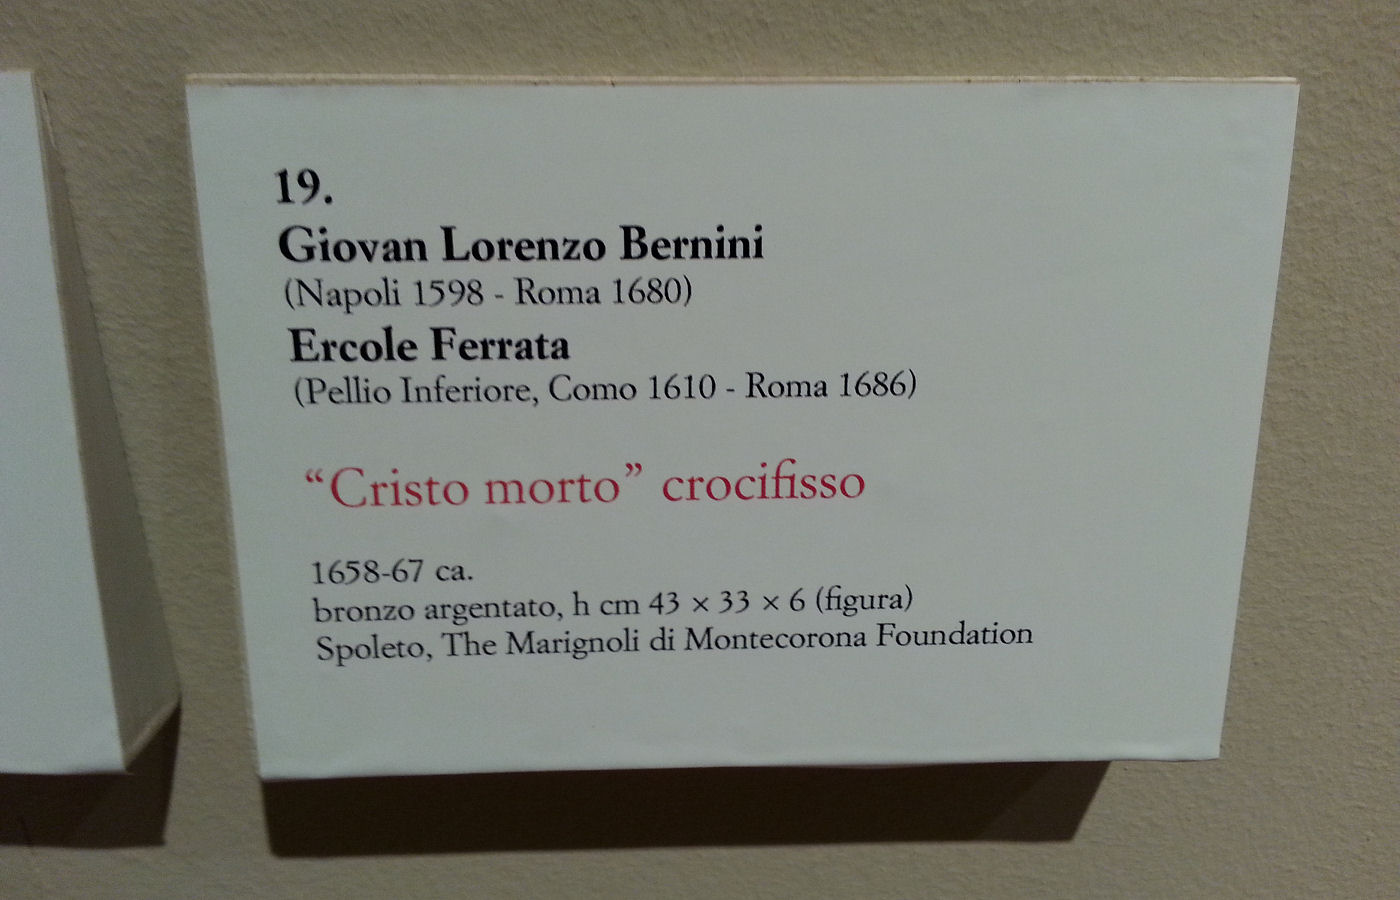 19.
Giovan Lorenzo Bernini
(Napoli 1598 - Roma 1680)
Ercole Ferrata
(Pellio Inferiore, Como 1610 - Roma 1686)
“Cristo morto” crocifisso
1658-67 ca.
bronzo argentato, h cm 43 × 33 × 6 (figura)
Spoleto, The Marignoli di Montecorona Foundation